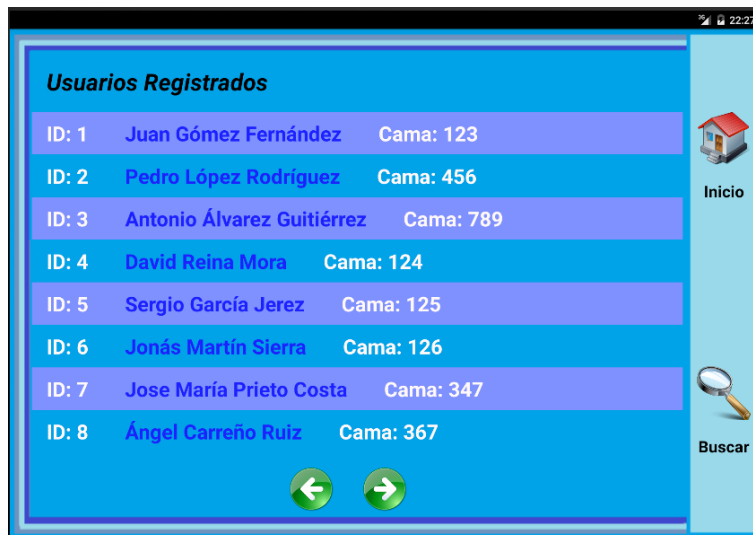 3G 22:27
Usuarios Registrados
ID: 1 Juan Gómez Fernández Cama: 123
ID: 2 Pedro López Rodríguez Cama: 456
ID: 3 Antonio Álvarez Guitiérrez Cama: 789
ID: 4 David Reina Mora Cama: 124
ID: 5 Sergio García Jerez Cama: 125
ID: 6 Jonás Martín Sierra Cama: 126
ID: 7 Jose María Prieto Costa Cama: 347
ID: 8 Ángel Carreño Ruiz Cama: 367
Inicio
Buscar